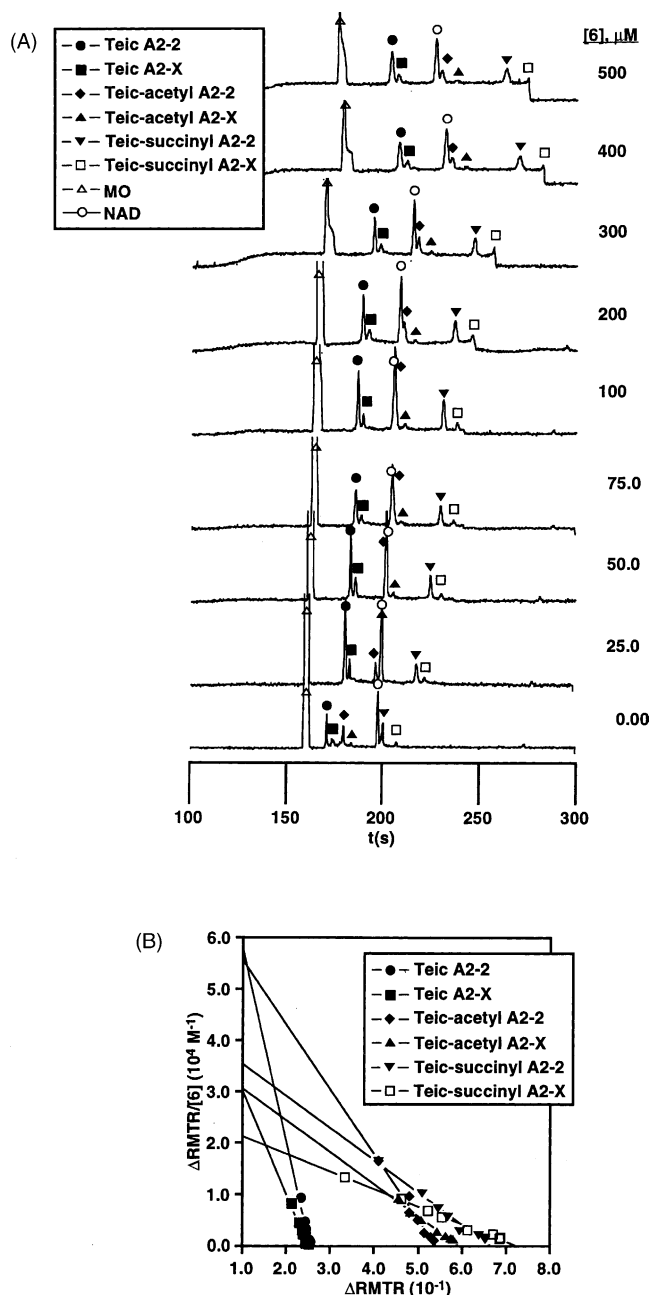 (A)
Teic A2-2
Teic A2-X
Teic-acetyl A2-2
Teic-acetyl A2-X
Teic-succinyl A2-2
Teic-succinyl A2-X
MO
NAD
[6], μM
500
400
300
200
100
75.0
50.0
25.0
0.00
100 150 200 250 300
t(s)
(B)
6.0
5.0
4.0
3.0
2.0
1.0
0.0
ΔRMTR/[6] (10⁴ M⁻¹)
Teic A2-2
Teic A2-X
Teic-acetyl A2-2
Teic-acetyl A2-X
Teic-succinyl A2-2
Teic-succinyl A2-X
1.0 2.0 3.0 4.0 5.0 6.0 7.0 8.0
ΔRMTR (10⁻¹)